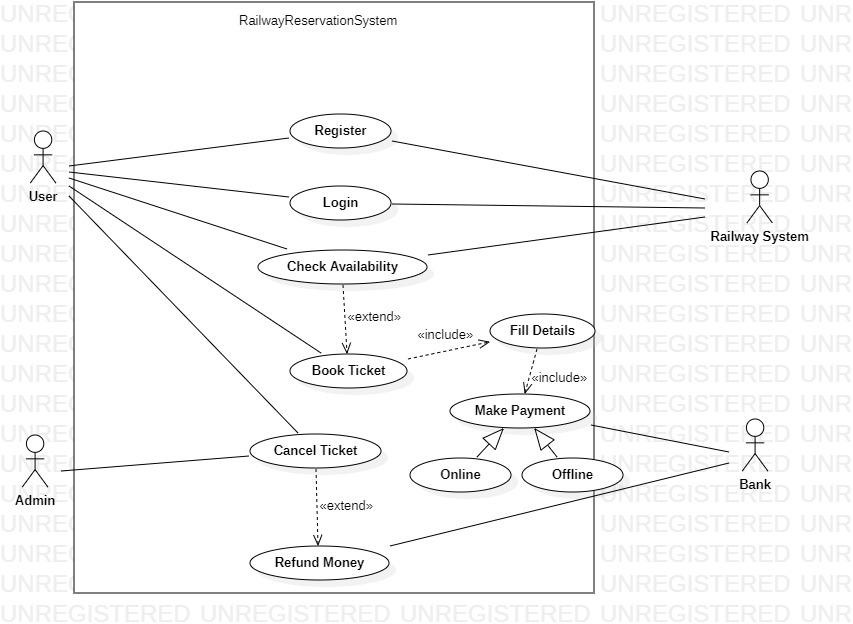 RailwayReservationSystem
Register
User
Login
Railway System
Check Availability
«extend»
«include»
Fill Details
Book Ticket
«include»
Make Payment
Cancel Ticket
Online
Offline
Bank
Admin
«extend»
Refund Money
UNREGISTERED UNREGISTERED UNREGISTERED UNREGISTERED UNR